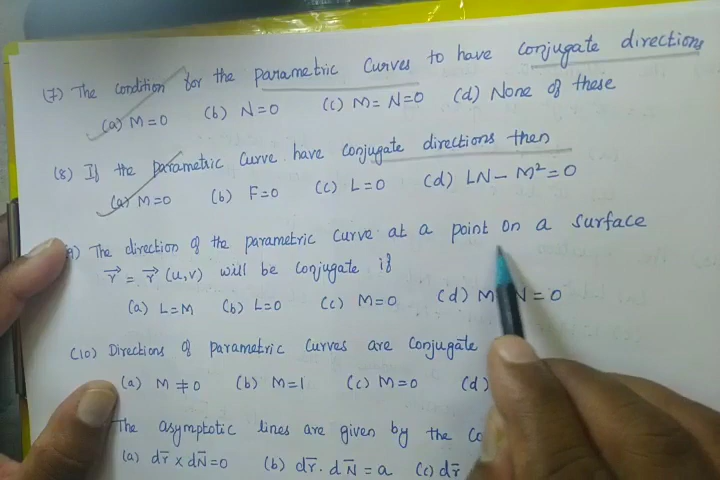 (7) The condition for the parametric Curves to have conjugate directions
(a) M=0 (b) N=0 (c) M=N=0 (d) None of these
(8) If the parametric curve have conjugate directions then
(a) M=0 (b) F=0 (c) L=0 (d) LN-M²=0
The direction of the parametric curve at a point on a surface
r⃗ = r⃗ (u,v) will be conjugate if
(a) L=M (b) L=0 (c) M=0 (d) M N=0
(10) Directions of parametric curves are conjugate
(a) M≠0 (b) M=1 (c) M=0 (d)
The asymptotic lines are given by the
(a) dr̅ x dN̅=0 (b) dr̅. dN̅ = a (c) dr̅